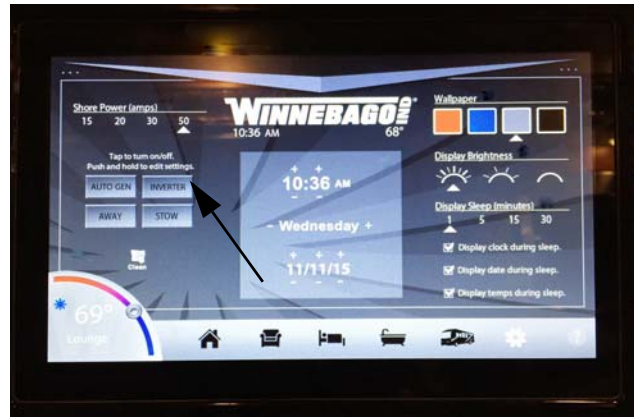 Shore Power (amps)
15 20 30 50
WINNEBAGO IND
10:36 AM 68°
Wallpaper
Tap to turn on/off.
Push and hold to edit settings.
AUTO GEN INVERTER
AWAY STOW
Clean
+ +
10:36 AM
– –
– Wednesday +
+ + +
11/11/15
– – –
Display Brightness
Display Sleep (minutes)
1 5 15 30
Display clock during sleep.
Display date during sleep.
Display temps during sleep.
69°
Lounge